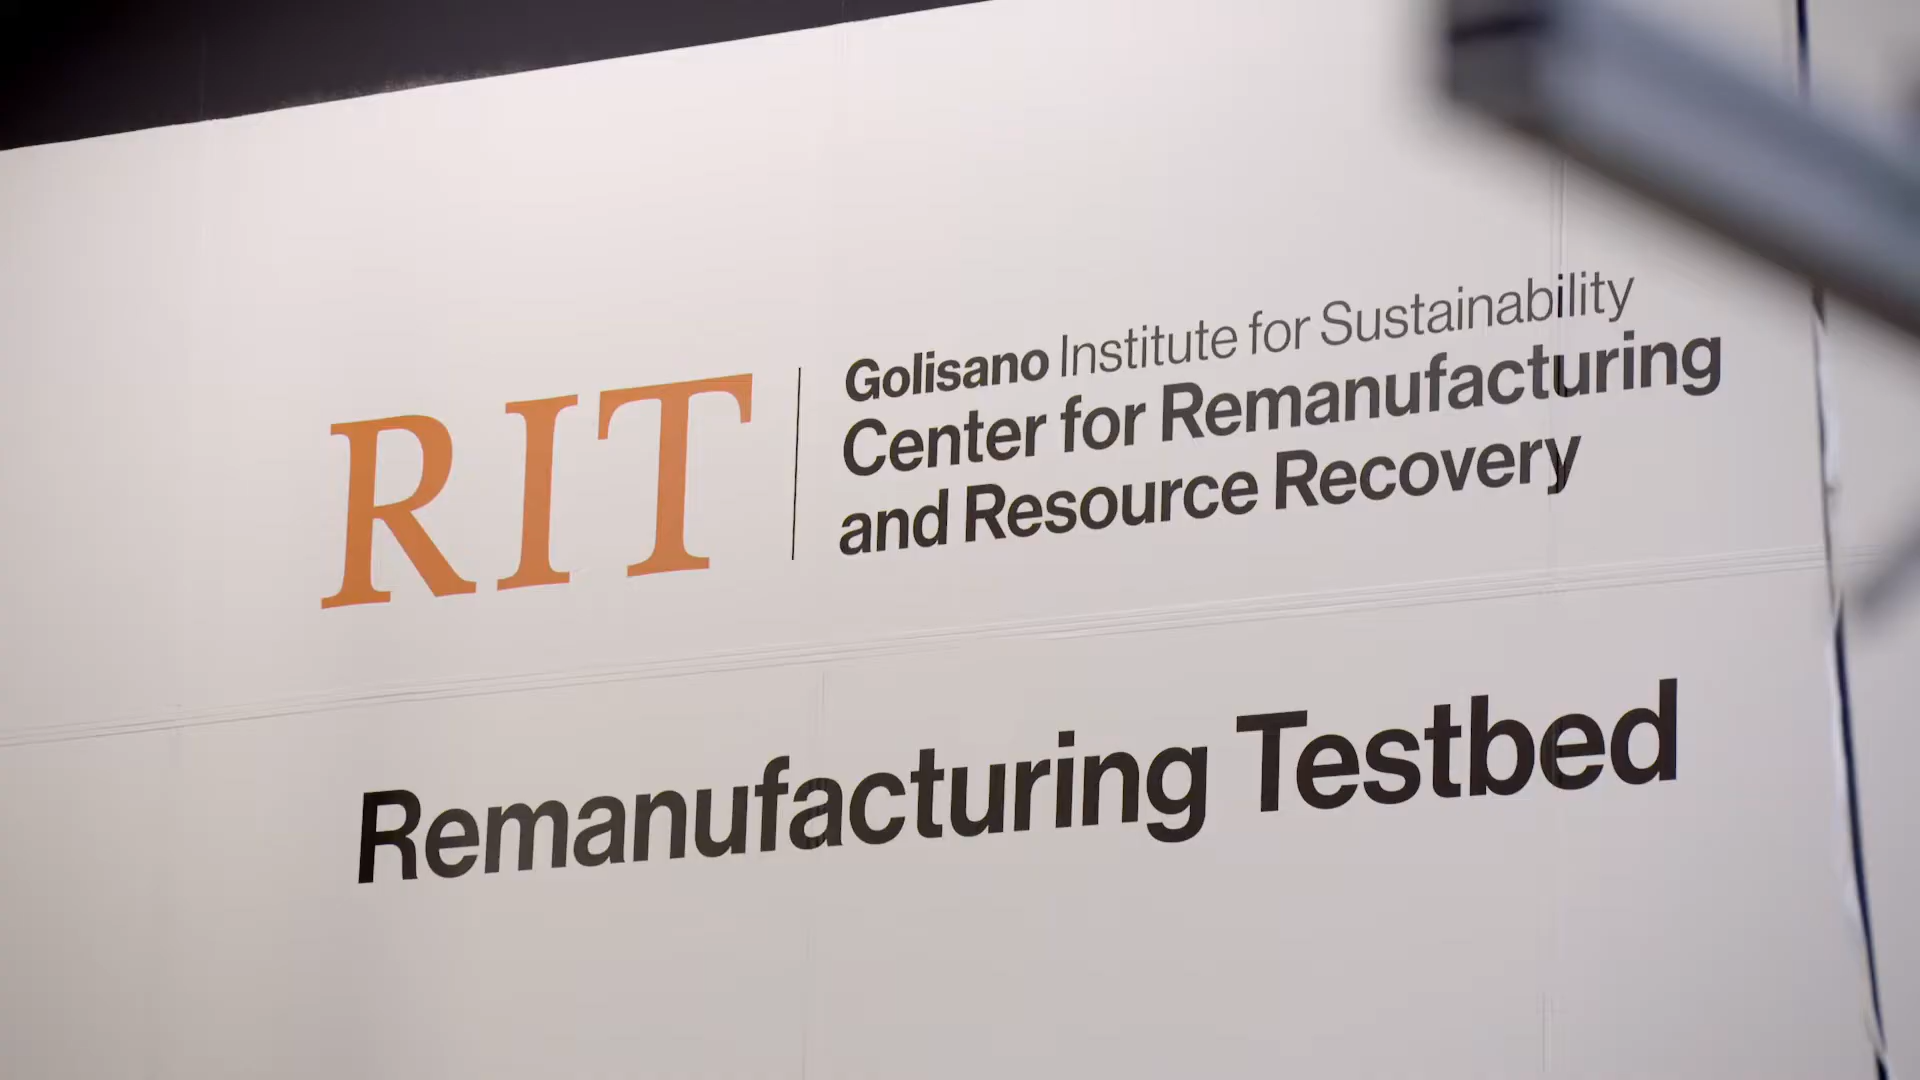 RIT
Golisano Institute for Sustainability
Center for Remanufacturing
and Resource Recovery
Remanufacturing Testbed